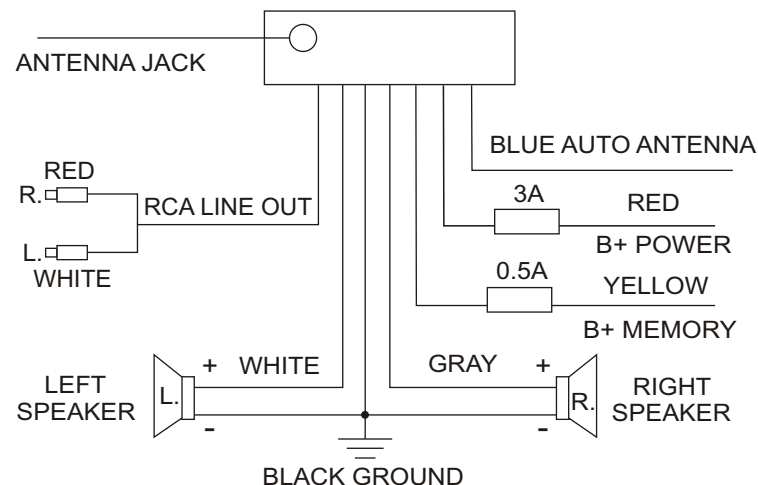 ANTENNA JACK
BLUE AUTO ANTENNA
RED
R.
RCA LINE OUT
L.
WHITE
3A
RED
B+ POWER
0.5A
YELLOW
B+ MEMORY
+ WHITE
GRAY +
LEFT
SPEAKER
L.
-
R.
RIGHT
SPEAKER
-
BLACK GROUND